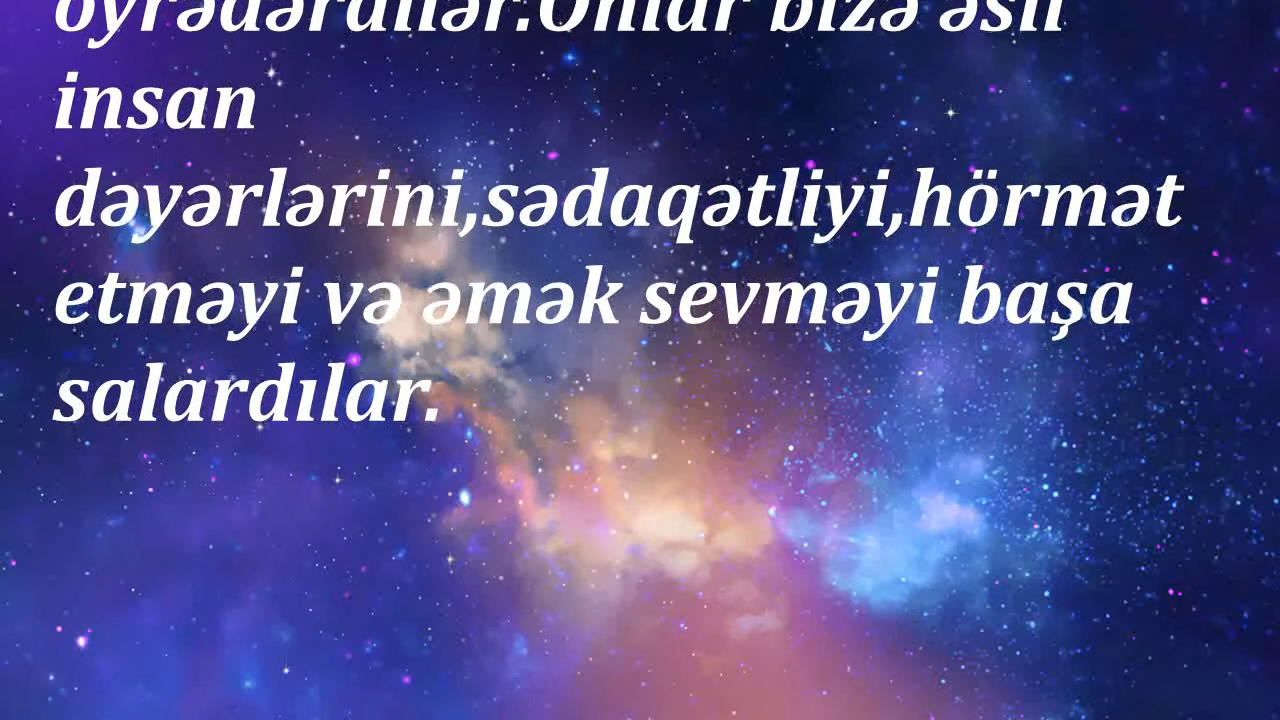 öyrədərdilər.Onlar bizə əsil
insan
dəyərlərini,sədaqətliyi,hörmət
etməyi və əmək sevməyi başa
salardılar.